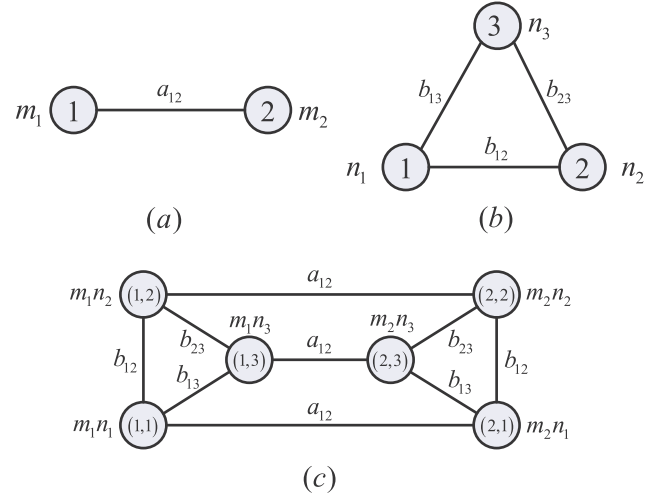 3 n₃
a₁₂
m₁ 1 2 m₂
b₁₃ b₂₃
b₁₂
n₁ 1 2 n₂
(a) (b)
a₁₂
m₁n₂ (1,2) (2,2) m₂n₂
m₁n₃ m₂n₃
b₂₃ a₁₂ b₂₃
b₁₂ (1,3) (2,3) b₁₂
b₁₃ b₁₃
a₁₂
m₁n₁ (1,1) (2,1) m₂n₁
(c)